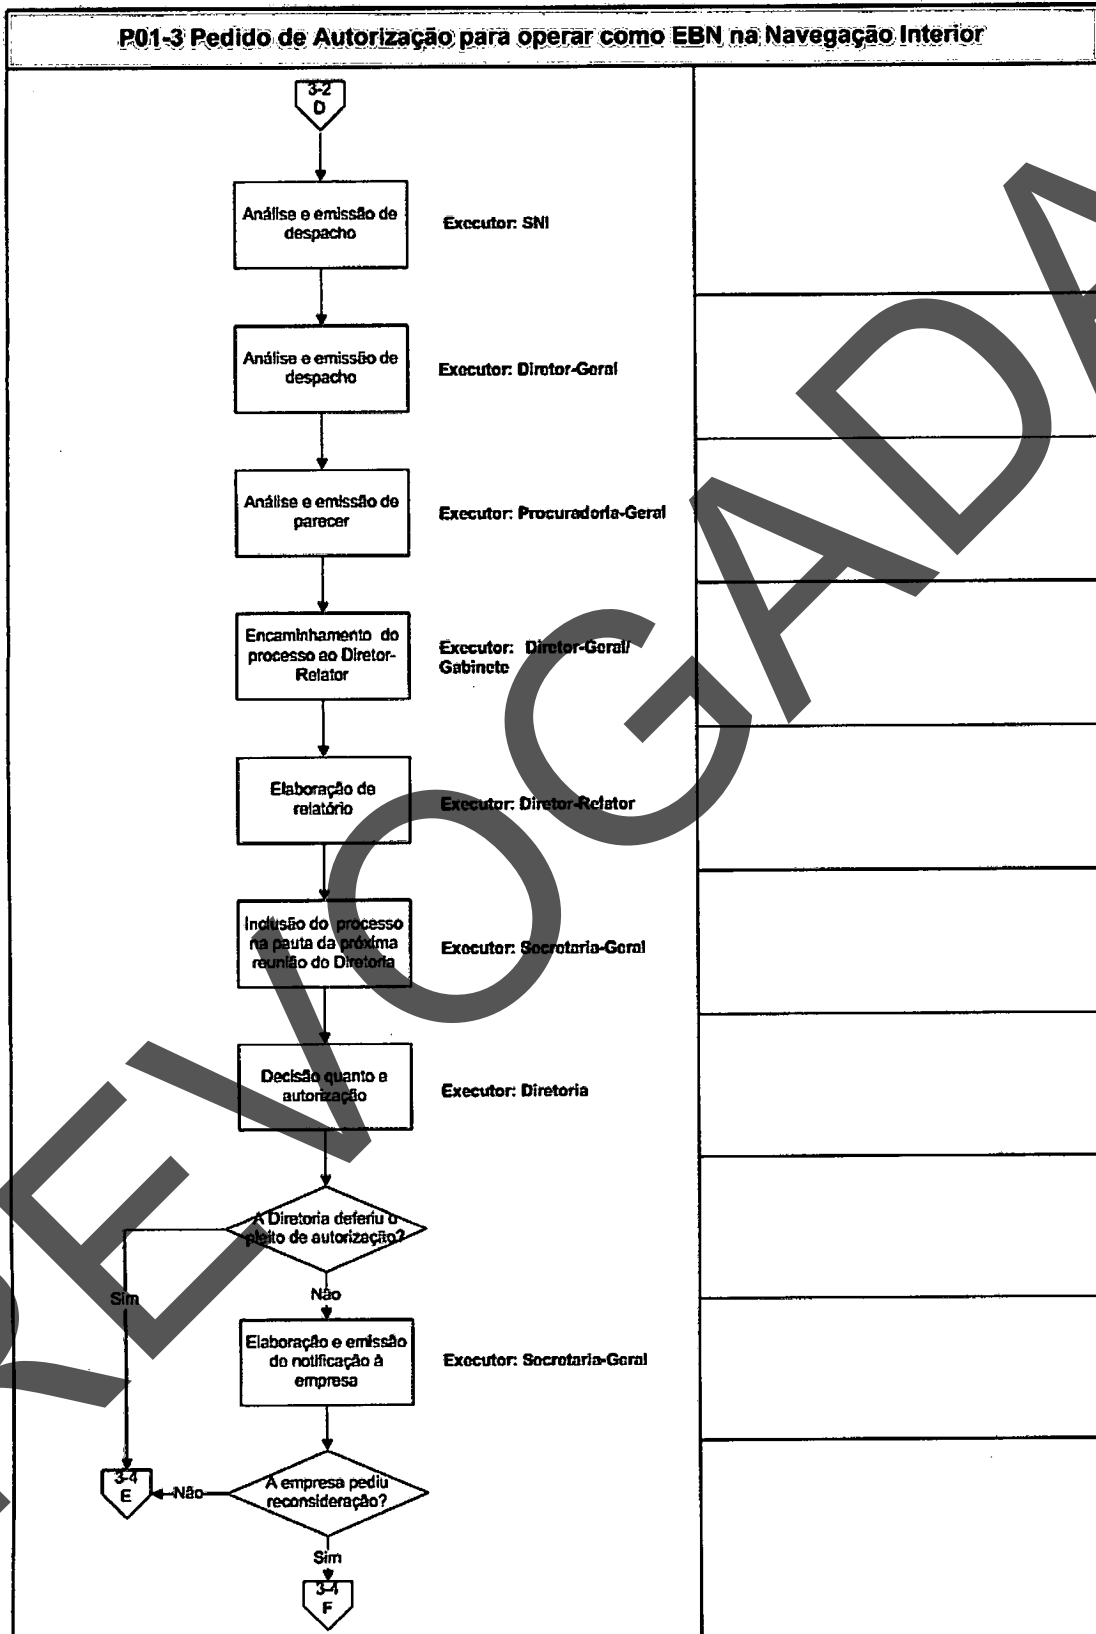 P01-3 Pedido de Autorização para operar como EBN na Navegação Interior
3-2
D
Análise e emissão de
despacho
Executor: SNI
Análise e emissão de
despacho
Executor: Diretor-Geral
Análise e emissão de
parecer
Executor: Procuradoria-Geral
Encaminhamento do
processo ao Diretor-
Relator
Executor: Diretor-Geral/
Gabinete
Elaboração de
relatório
Executor: Diretor-Relator
Inclusão do processo
na pauta da próxima
reunião do Diretoria
Executor: Secretaria-Geral
Decisão quanto e
autorização
Executor: Diretoria
A Diretoria deferiu o
pleito de autorização?
Sim
Não
Elaboração e emissão
do notificação à
empresa
Executor: Secretaria-Geral
A empresa pediu
reconsideração?
Não
3-4
E
Sim
3-4
F
REVOGADA